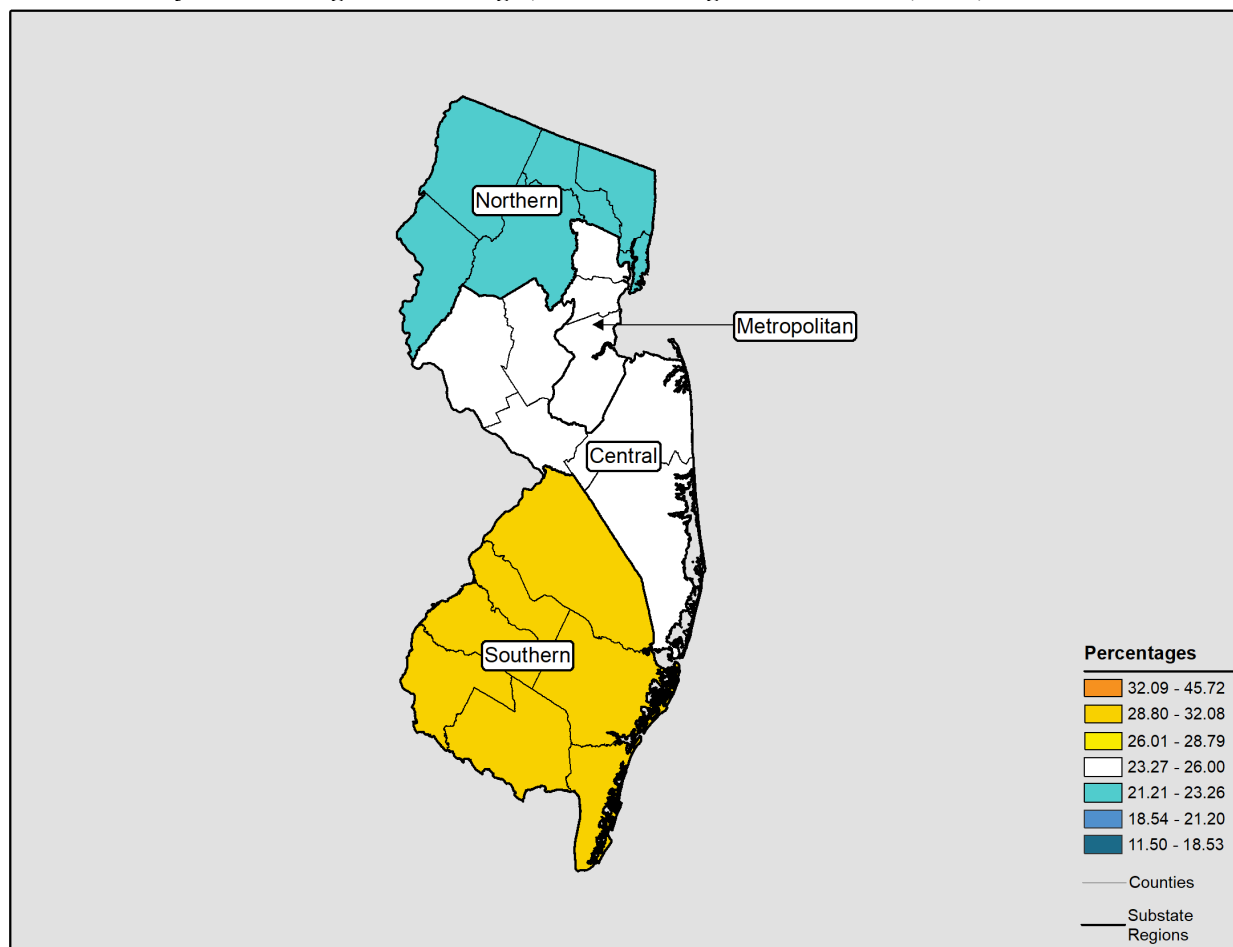 Northern
Metropolitan
Central
Southern
Percentages
32.09 - 45.72
28.80 - 32.08
26.01 - 28.79
23.27 - 26.00
21.21 - 23.26
18.54 - 21.20
11.50 - 18.53
Counties
Substate
Regions